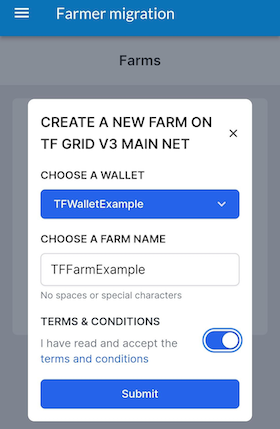 Farmer migration
Farms
CREATE A NEW FARM ON
TF GRID V3 MAIN NET
CHOOSE A WALLET
TFWalletExample
CHOOSE A FARM NAME
TFFarmExample
No spaces or special characters
TERMS & CONDITIONS
I have read and accept the
terms and conditions
Submit